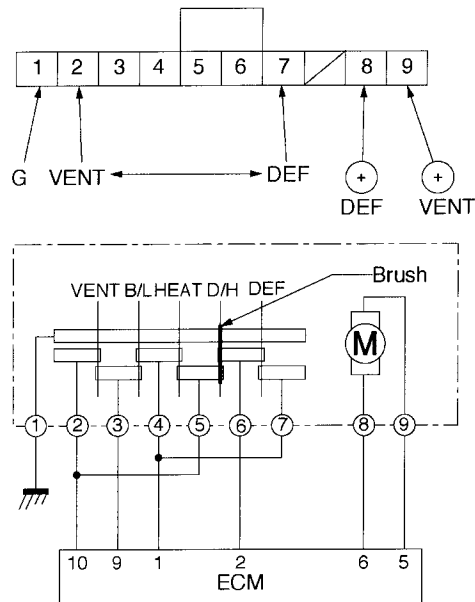 1 2 3 4 5 6 7 8 9
G VENT DEF + +
DEF VENT
Brush
VENT B/L HEAT D/H DEF
M
1 2 3 4 5 6 7 8 9
10 9 1 2 6 5
ECM